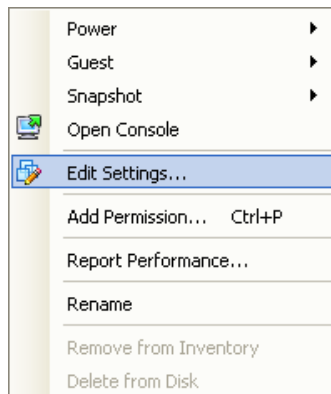 Power
Guest
Snapshot
Open Console
Edit Settings...
Add Permission... Ctrl+P
Report Performance...
Rename
Remove from Inventory
Delete from Disk